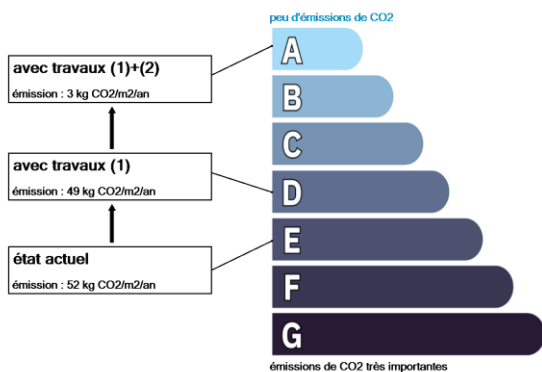 peu d'émissions de CO2
A
avec travaux (1)+(2)
émission : 3 kg CO2/m2/an
B
C
avec travaux (1)
émission : 49 kg CO2/m2/an
D
E
état actuel
émission : 52 kg CO2/m2/an
F
G
émissions de CO2 très importantes